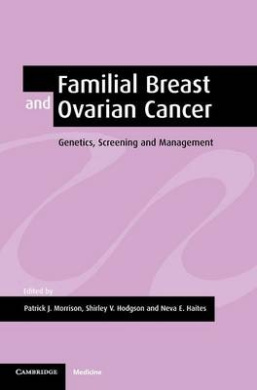 Familial Breast
and Ovarian Cancer
Genetics, Screening and Management
Edited by
Patrick J. Morrison, Shirley V. Hodgson and Neva E. Haites
CAMBRIDGE Medicine